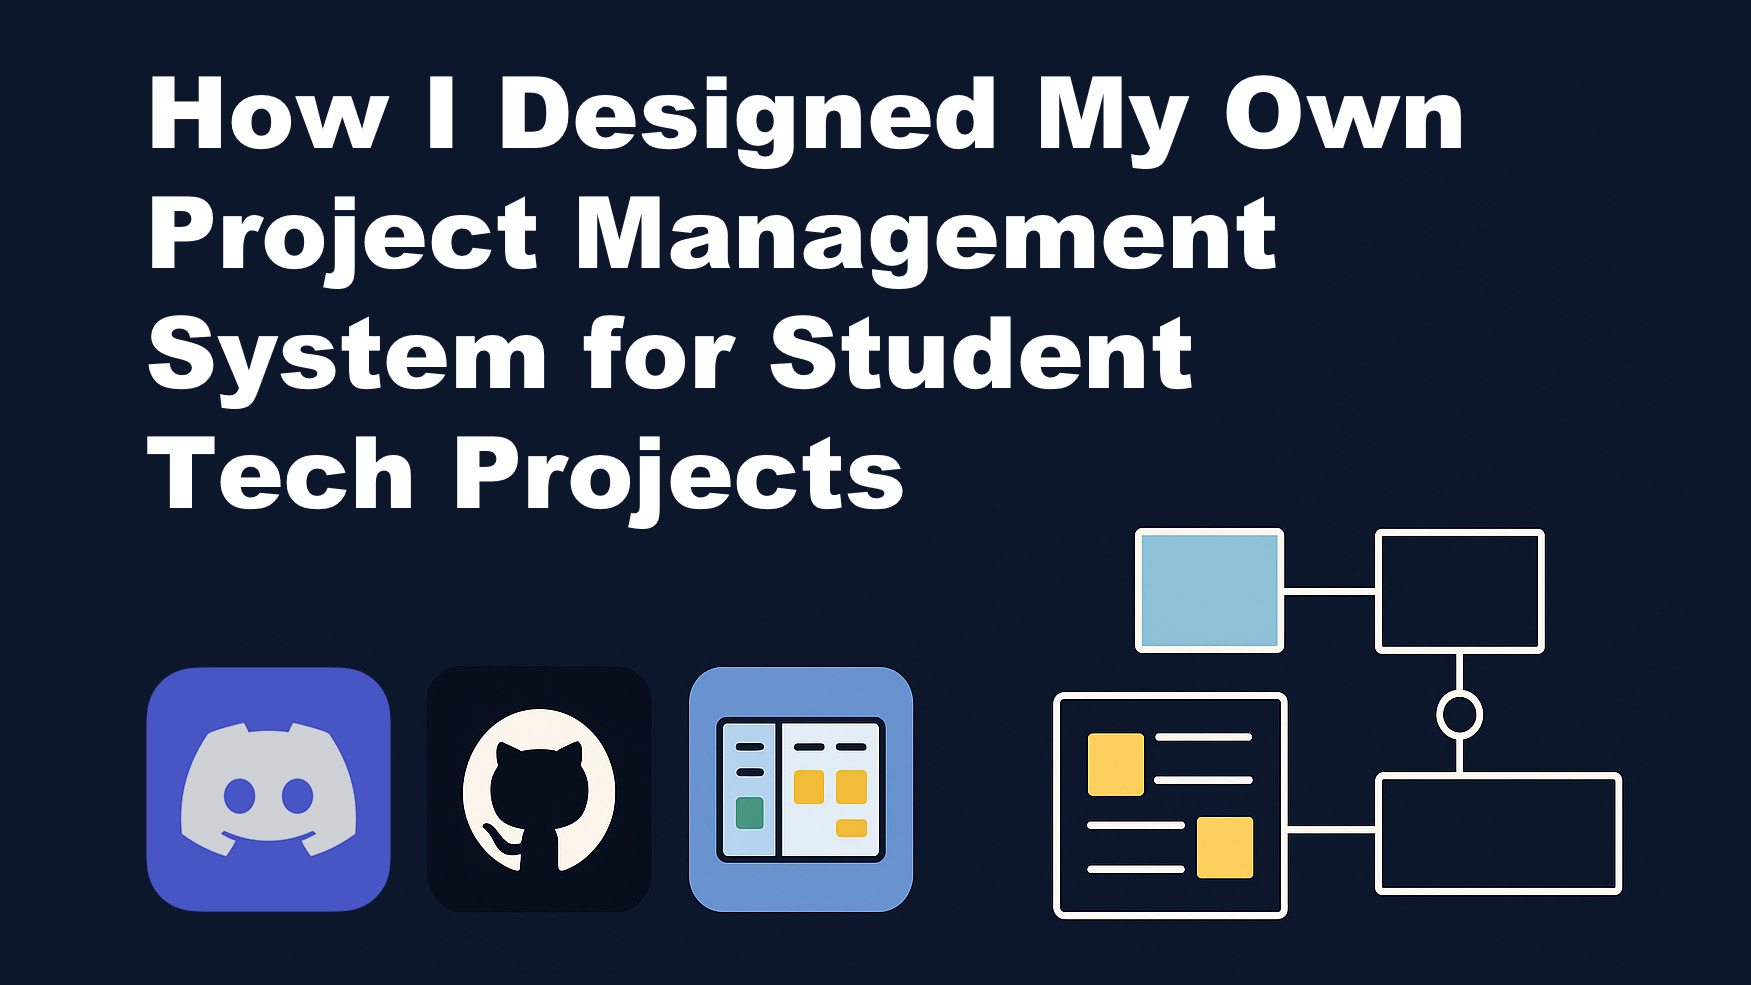 How I Designed My Own
Project Management
System for Student
Tech Projects